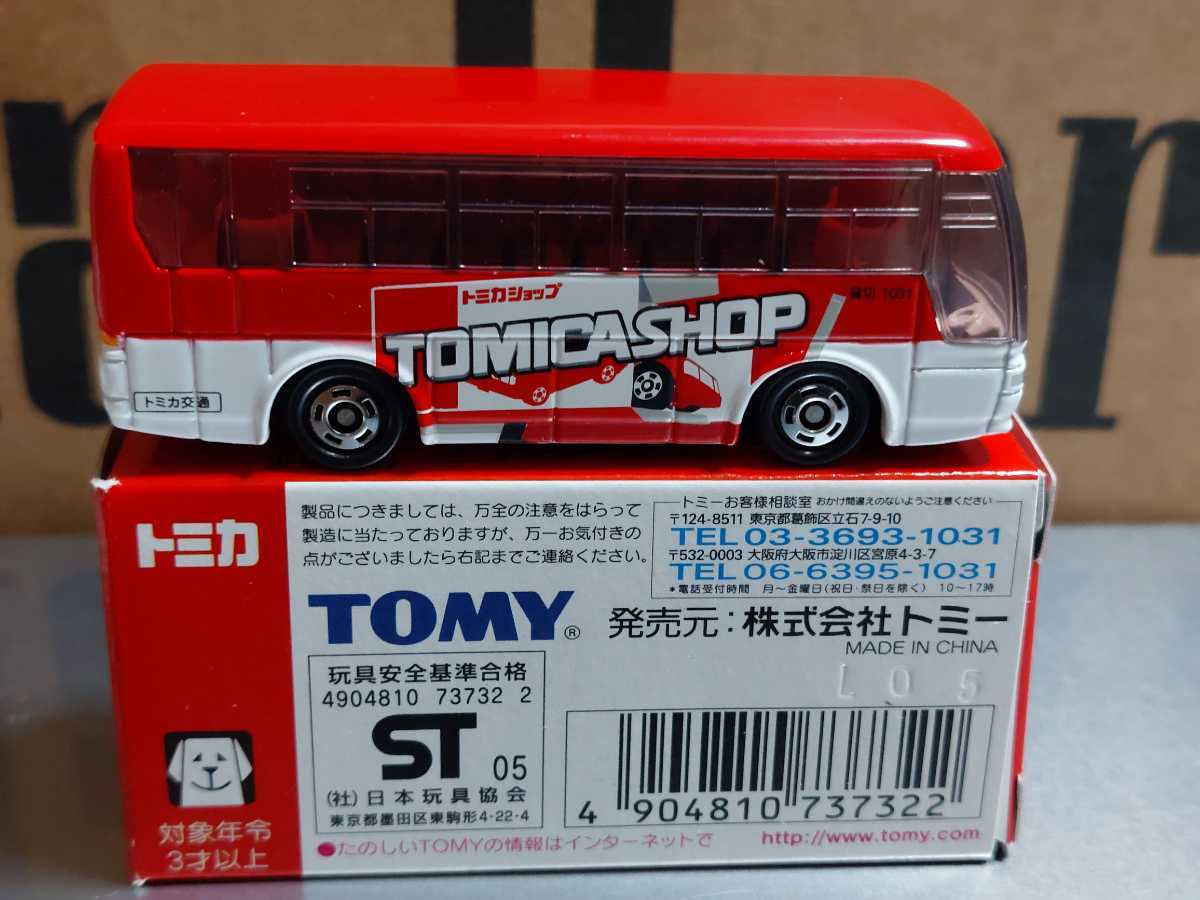 トミカショップ
TOMICASHOP
1031
トミカ交通
トミカ
製品につきましては、万全の注意をはらって
製造に当たっておりますが、万一お気付きの
点がございましたら右記までご連絡ください。
トミーお客様相談室 おかけ間違えのないようご注意ください
〒124-8511 東京都葛飾区立石7-9-10
TEL03-3693-1031
〒532-0003 大阪府大阪市淀川区宮原4-3-7
TEL06-6395-1031
*電話受付時間 月〜金曜日(祝日・祭日を除く) 10〜17時
TOMY® 発売元:株式会社トミー
MADE IN CHINA
L05
玩具安全基準合格
4904810 73732 2
ST 05
(社)日本玩具協会
東京都墨田区東駒形4-22-4
4 904810 737322
対象年令
3才以上
●たのしいTOMYの情報はインターネットで http://www.tomy.com